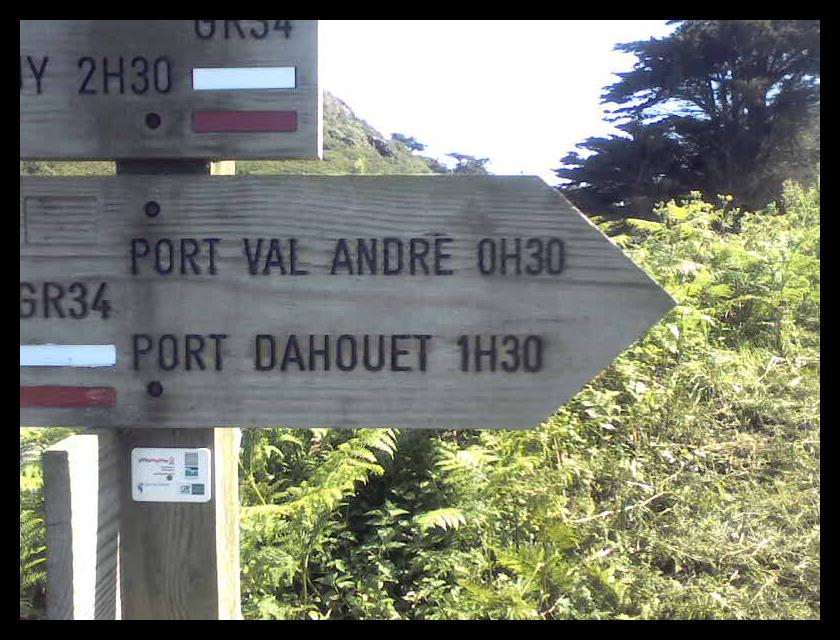 GR34
2H30
PORT VAL ANDRÉ 0H30
GR34
PORT DAHOUET 1H30